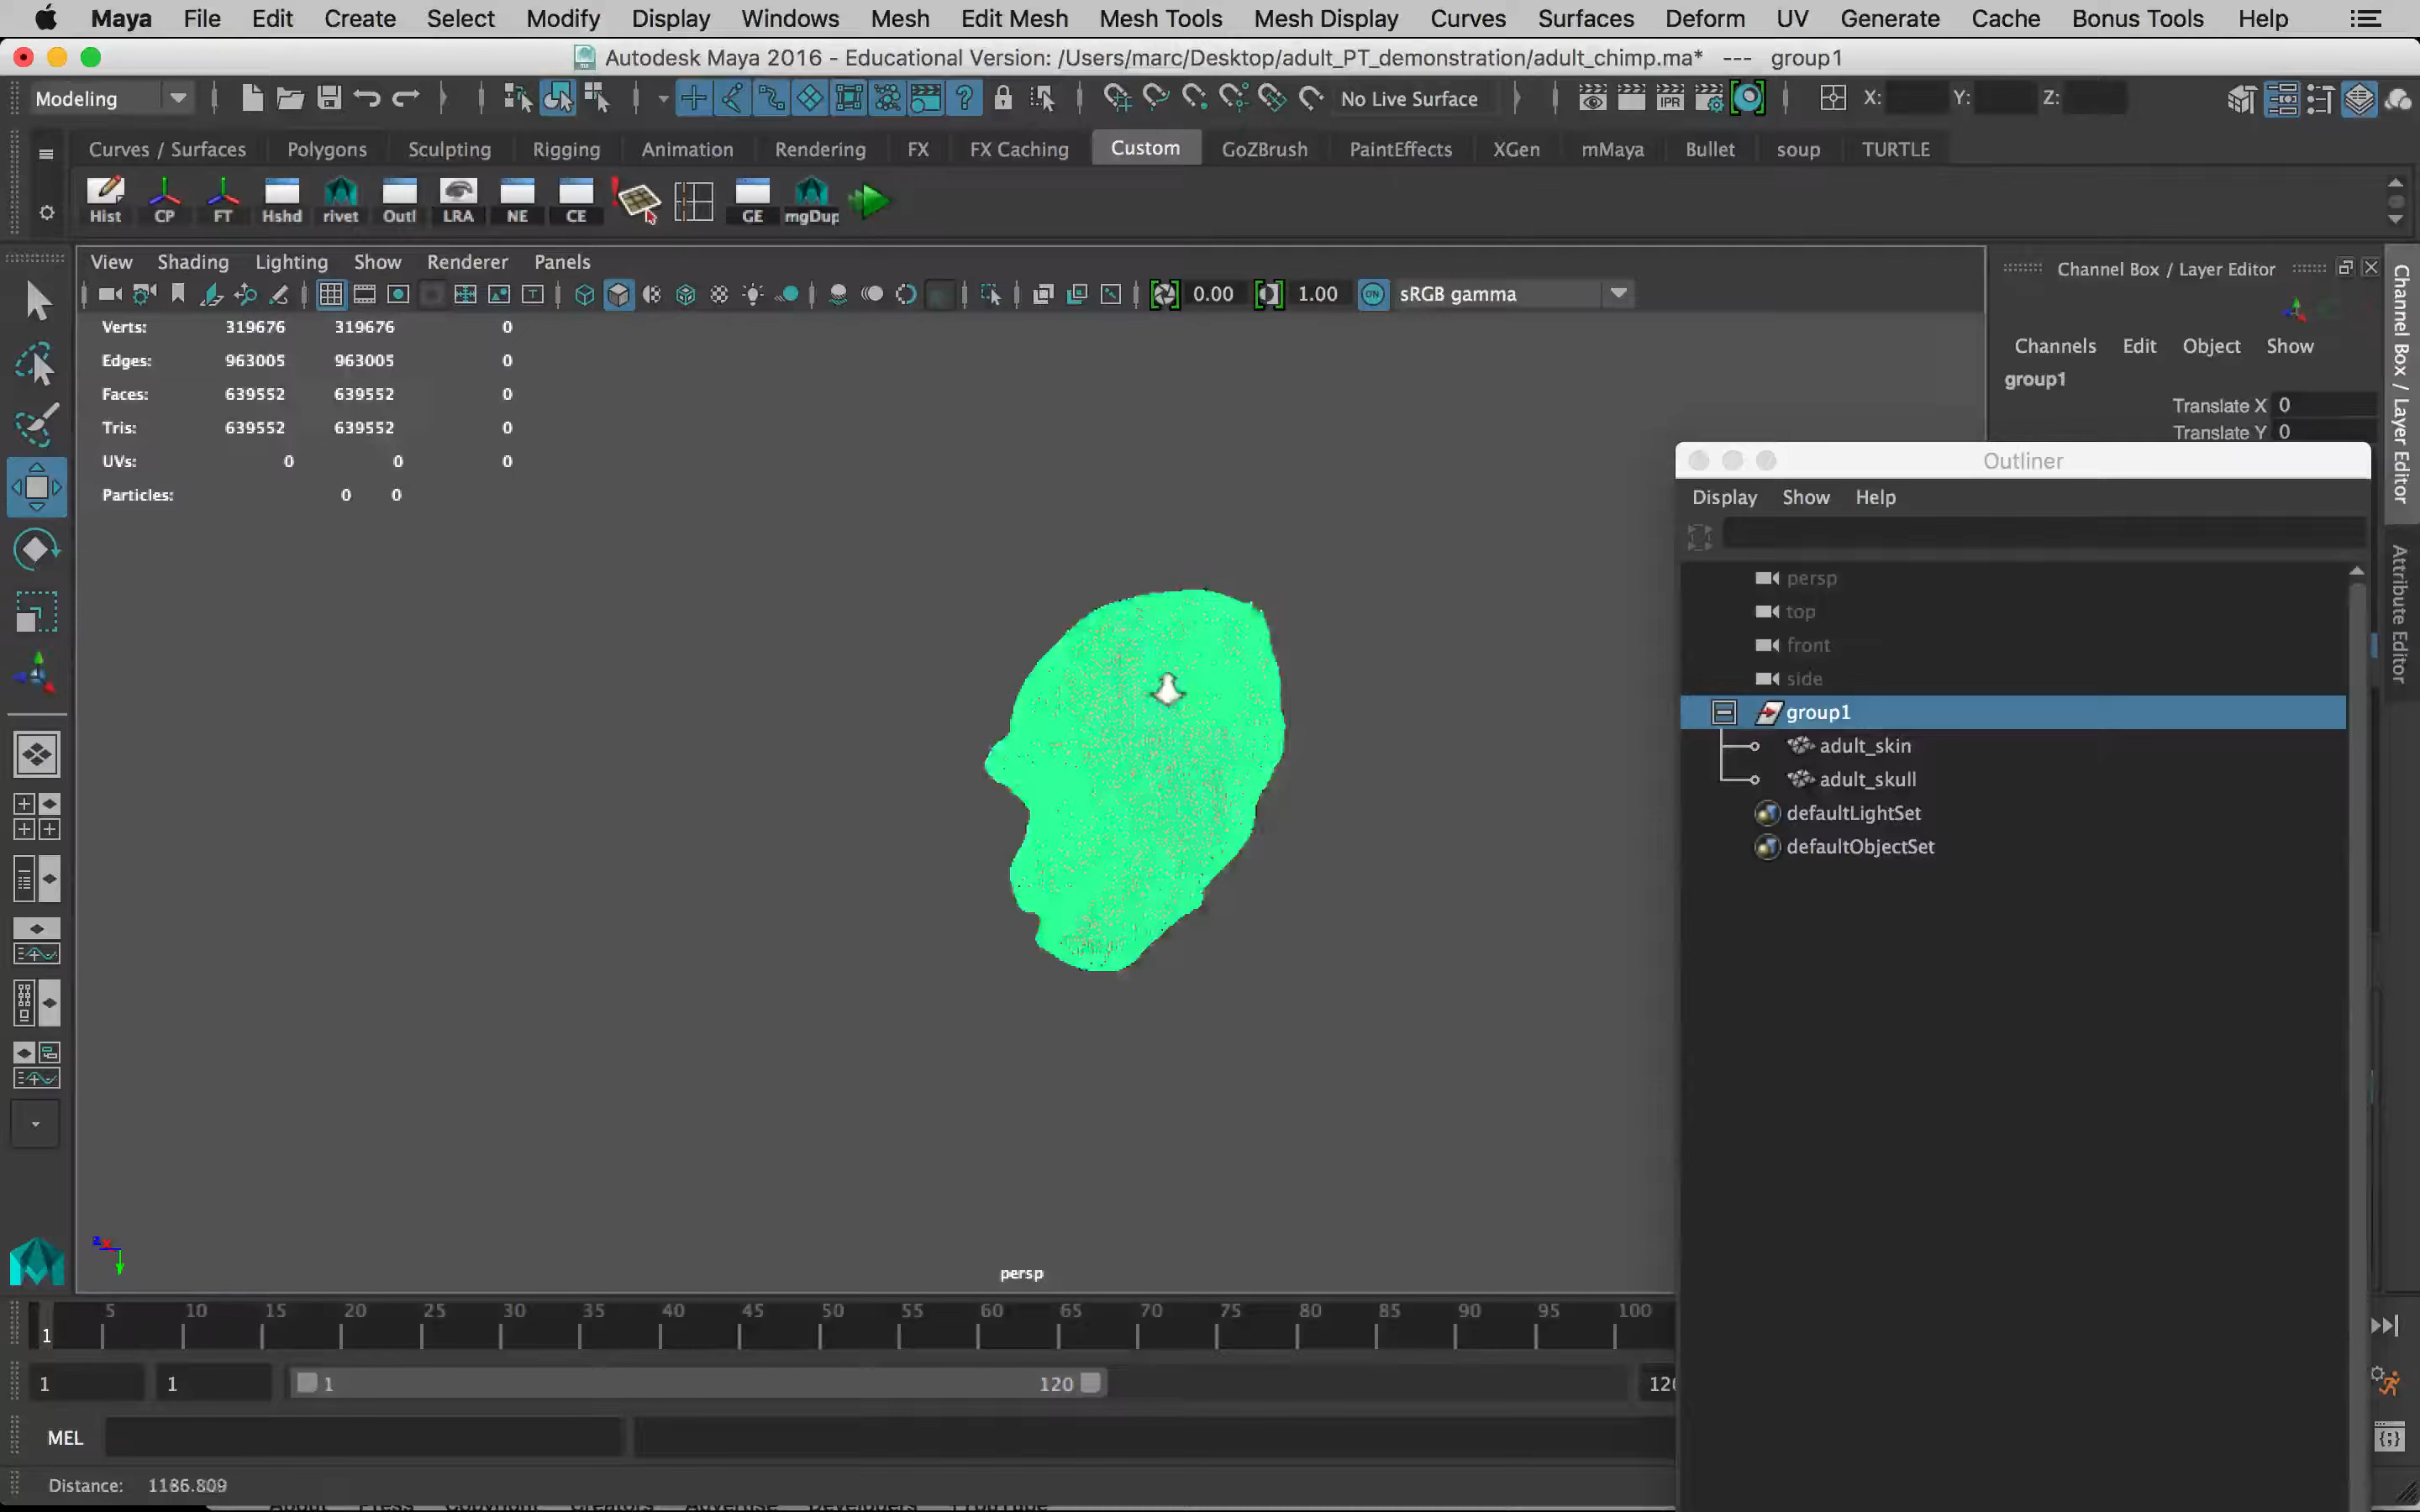 Maya File Edit Create Select Modify Display Windows Mesh Edit Mesh Mesh Tools Mesh Display Curves Surfaces Deform UV Generate Cache Bonus Tools Help
Autodesk Maya 2016 - Educational Version: /Users/marc/Desktop/adult_PT_demonstration/adult_chimp.ma* --- group1
Modeling No Live Surface IPR X: Y: Z:
Curves / Surfaces Polygons Sculpting Rigging Animation Rendering FX FX Caching Custom GoZBrush PaintEffects XGen mMaya Bullet soup TURTLE
Hist CP FT Hshd rivet Outl LRA NE CE GE mgDup
View Shading Lighting Show Renderer Panels
0.00 1.00 ON sRGB gamma
Verts: 319676 319676 0
Edges: 963005 963005 0
Faces: 639552 639552 0
Tris: 639552 639552 0
UVs: 0 0 0
Particles: 0 0
persp
Channel Box / Layer Editor
Channels Edit Object Show
group1
Translate X 0
Translate Y 0
Channel Box / Layer Editor
Attribute Editor
Outliner
Display Show Help
persp
top
front
side
group1
adult_skin
adult_skull
defaultLightSet
defaultObjectSet
5 10 15 20 25 30 35 40 45 50 55 60 65 70 75 80 85 90 95 100
1
1 1 1 120
MEL
Distance: 1186.809